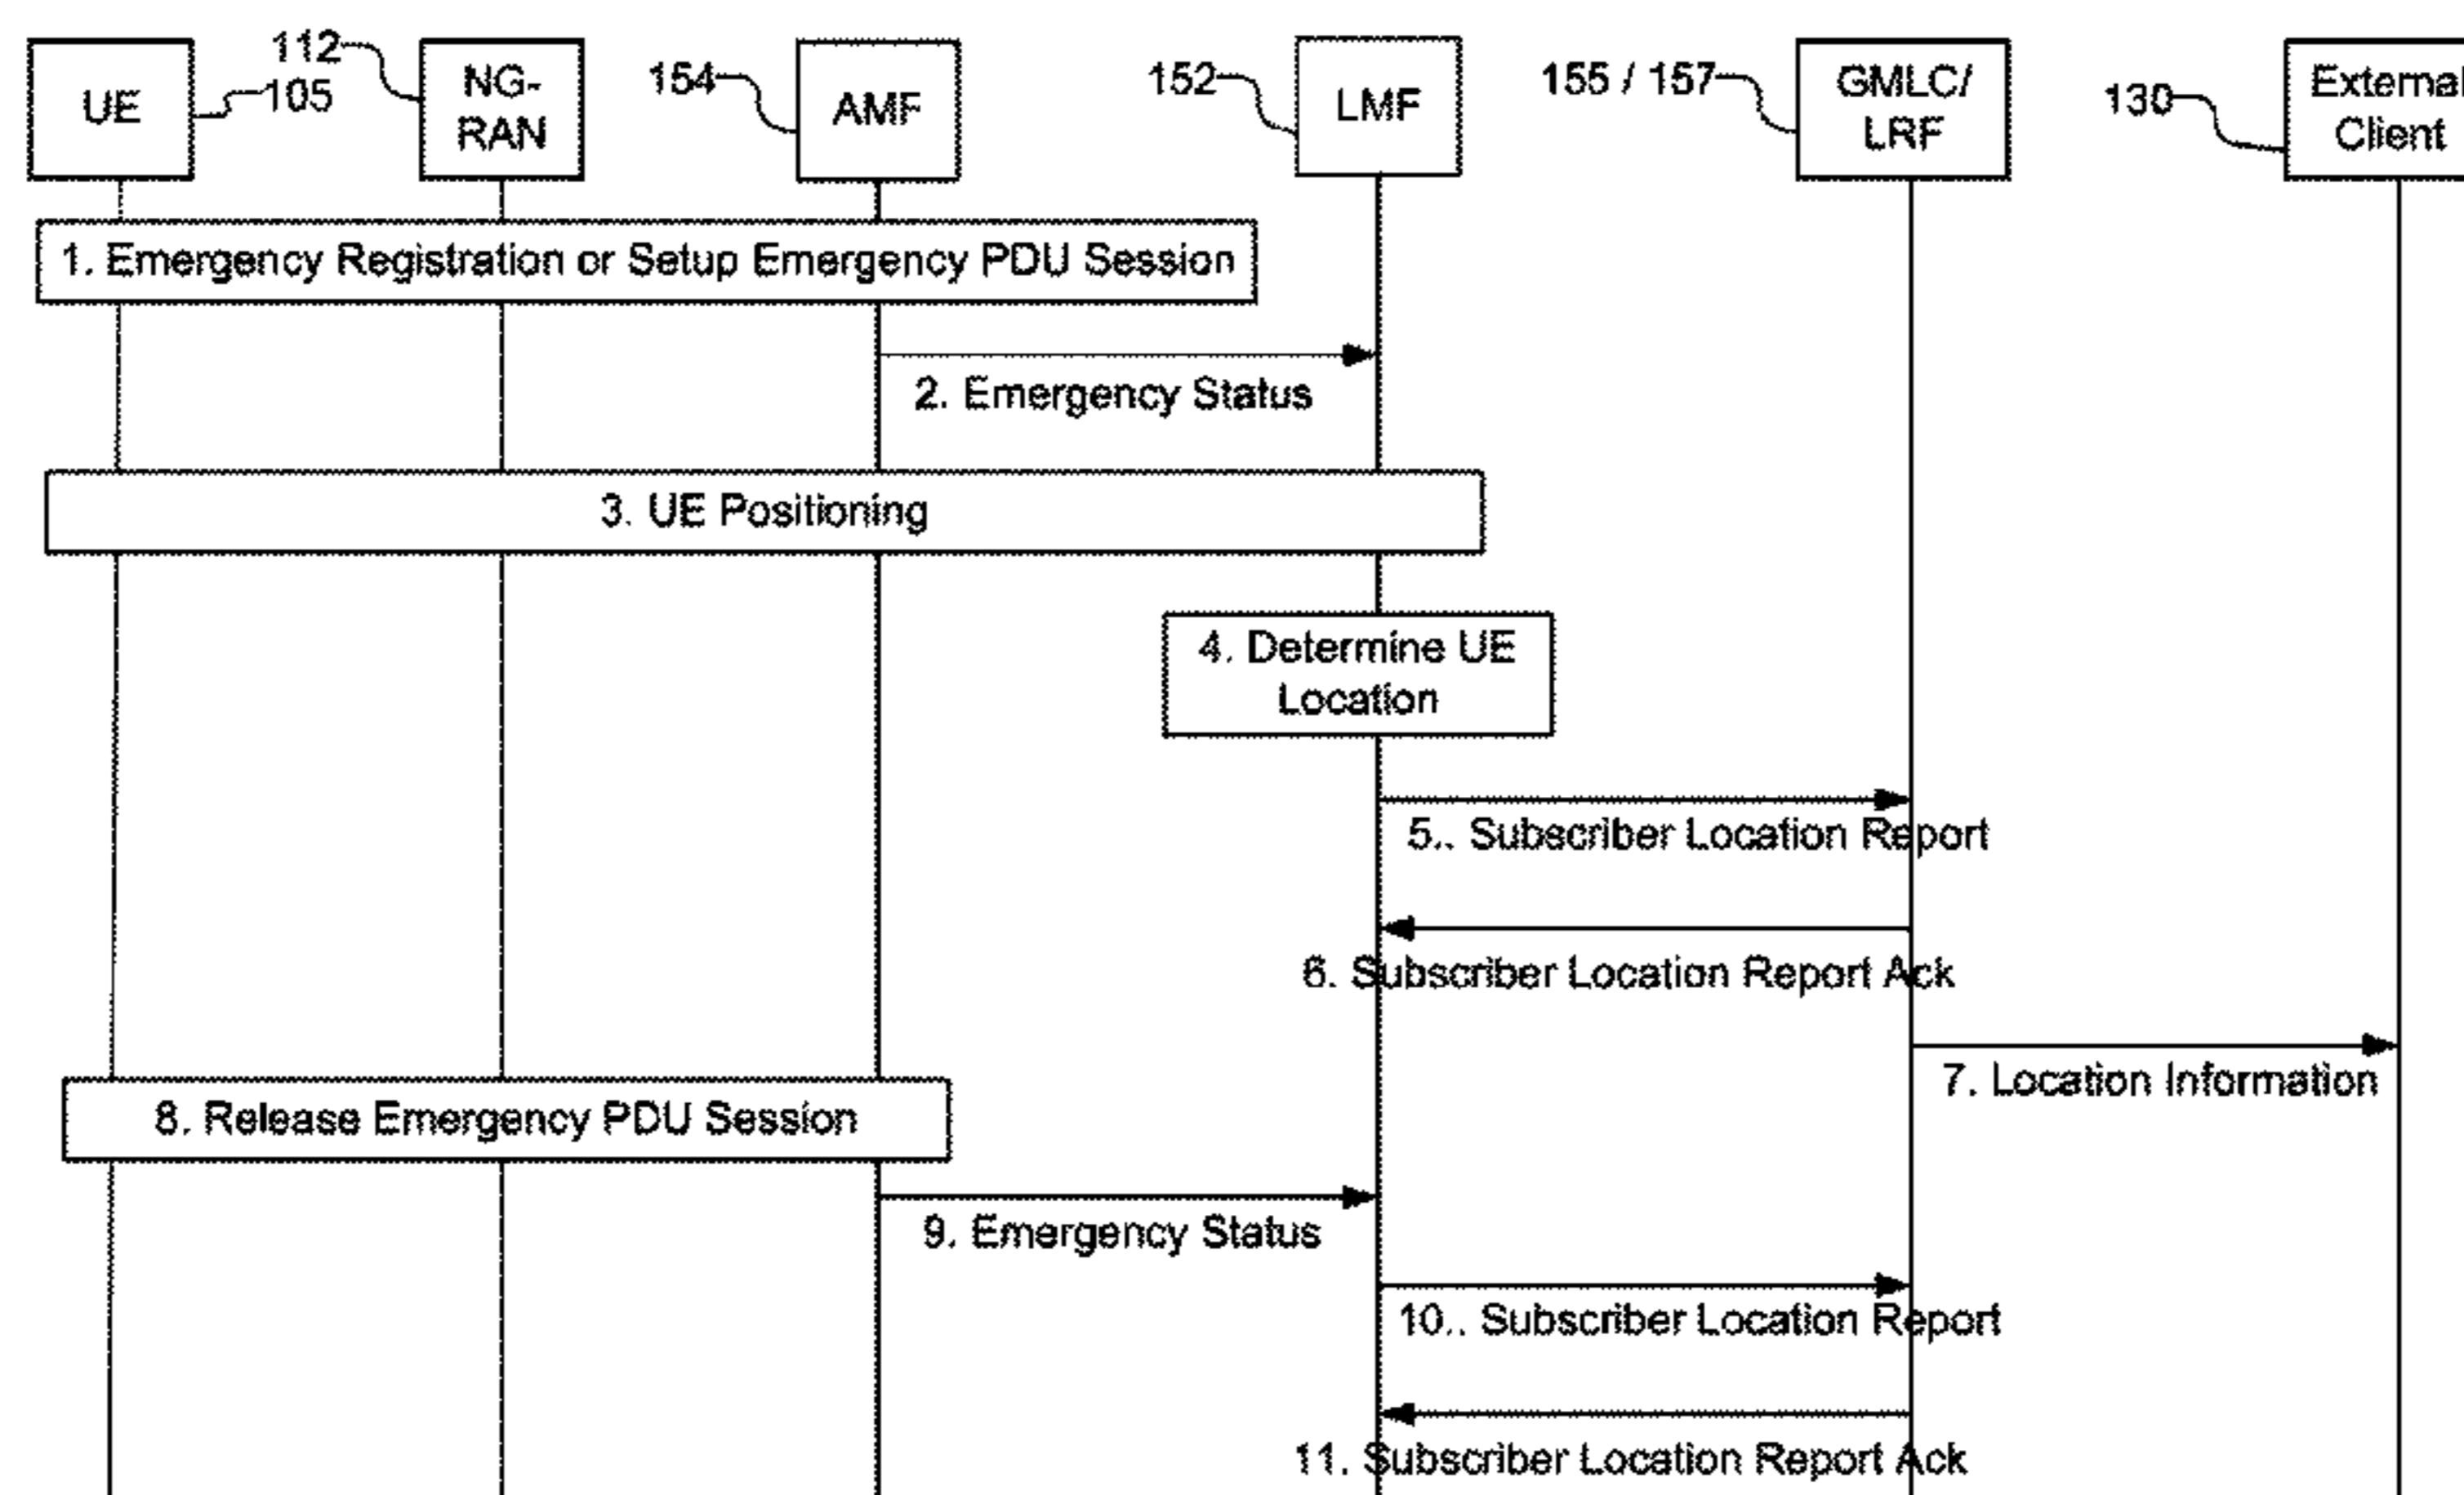 UE
105
112
NG-
RAN
154
AMF
152
LMF
155 / 157
GMLC/
LRF
130
External
Client
1. Emergency Registration or Setup Emergency PDU Session
2. Emergency Status
3. UE Positioning
4. Determine UE
Location
5.. Subscriber Location Report
6. Subscriber Location Report Ack
7. Location Information
8. Release Emergency PDU Session
9. Emergency Status
10.. Subscriber Location Report
11. Subscriber Location Report Ack